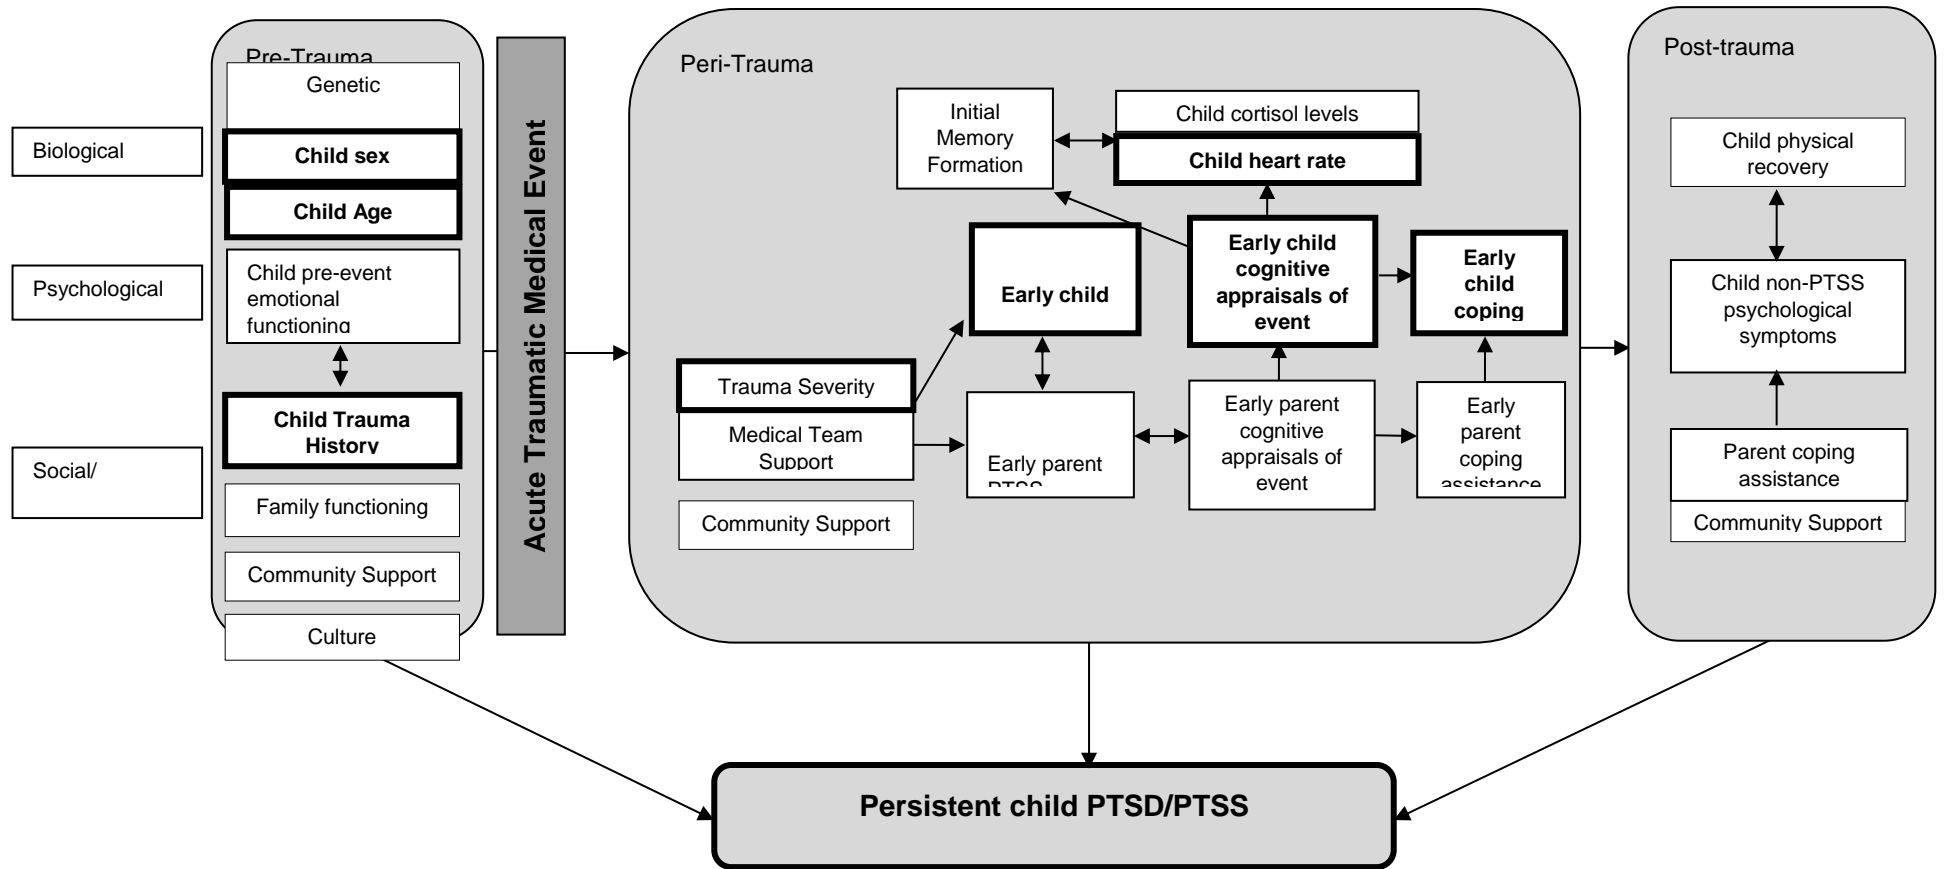 Biological
Psychological
Social/
Pre-Trauma
Genetic
Child sex
Child Age
Child pre-event
emotional
functioning
Child Trauma
History
Family functioning
Community Support
Culture
Acute Traumatic Medical Event
Peri-Trauma
Initial
Memory
Formation
Child cortisol levels
Child heart rate
Early child
Early child
cognitive
appraisals of
event
Early
child
coping
Trauma Severity
Medical Team
Support
Community Support
Early parent
PTSS
Early parent
cognitive
appraisals of
event
Early
parent
coping
assistance
Post-trauma
Child physical
recovery
Child non-PTSS
psychological
symptoms
Parent coping
assistance
Community Support
Persistent child PTSD/PTSS